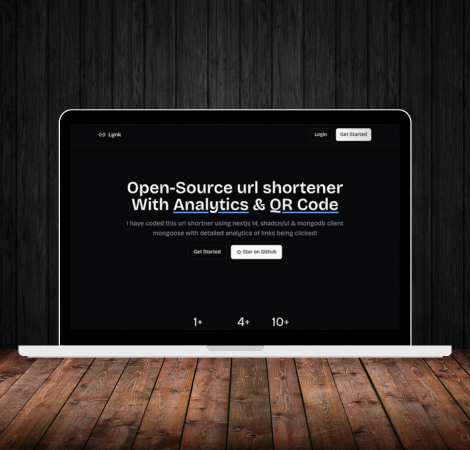 Lynk
Login
Get Started
Open-Source url shortener
With Analytics & QR Code
i have coded this url shortner using nextjs 14, shadcn/ui & mongodb client
mongoose with detailed analytics of links being clicked!
Get Started
Star on Github
1+ 4+ 10+